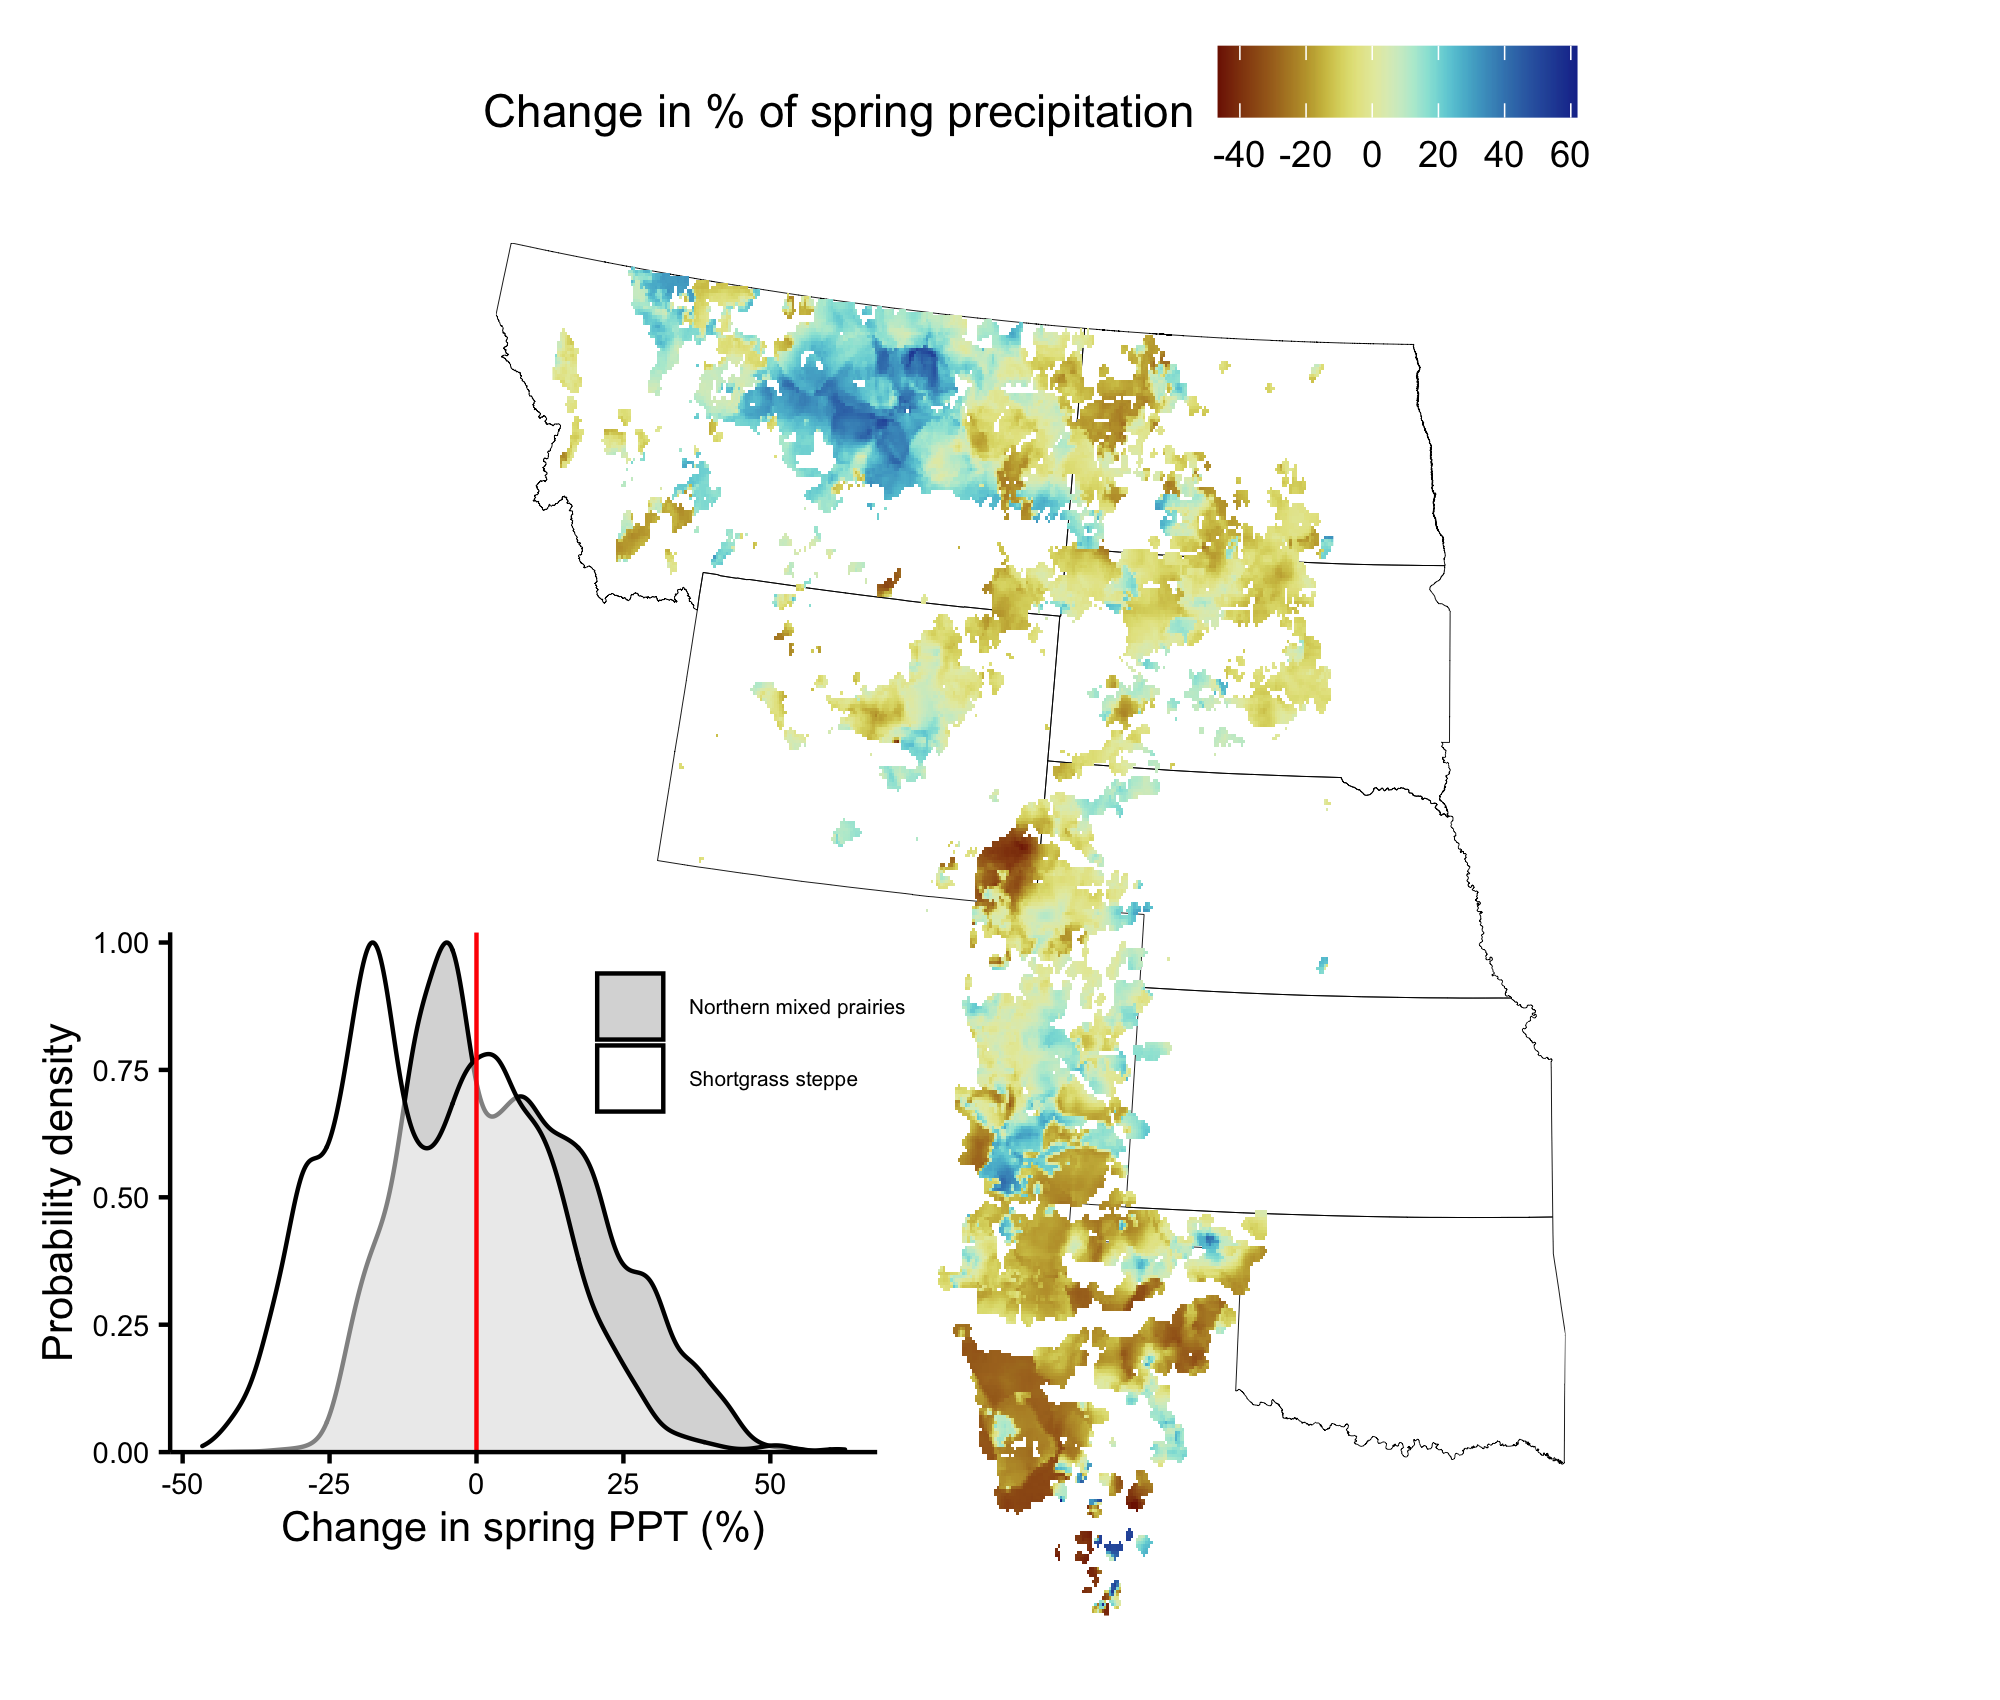 Change in % of spring precipitation
-40 -20 0 20 40 60
1.00
0.75
0.50
0.25
0.00
Probability density
Northern mixed prairies
Shortgrass steppe
-50 -25 0 25 50
Change in spring PPT (%)